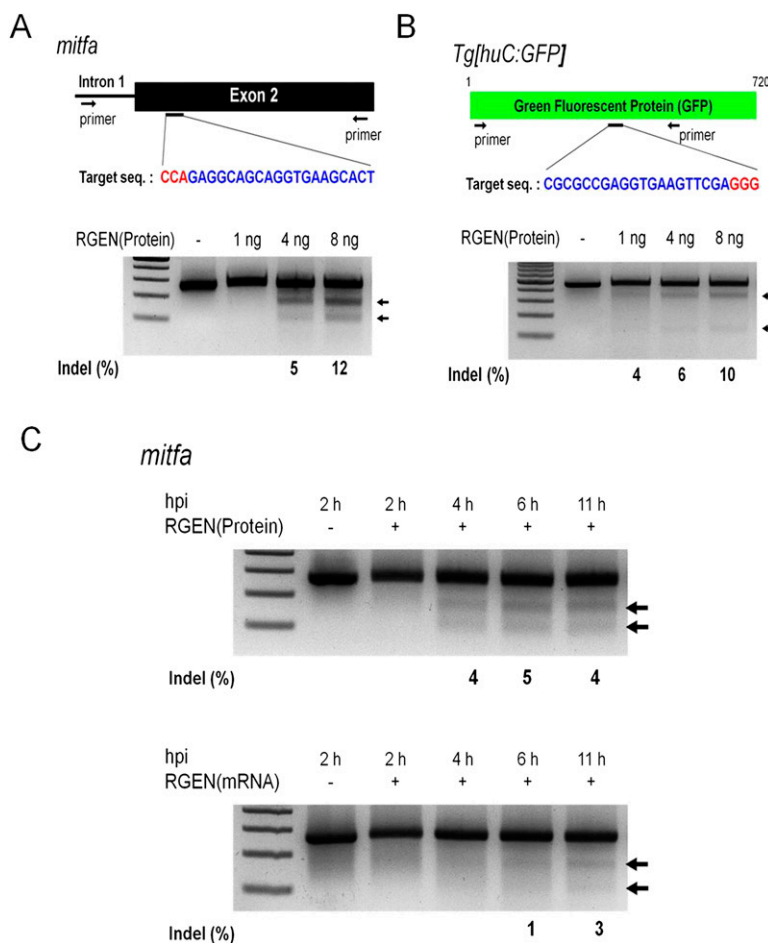 A
mitfa
Intron 1
Exon 2
primer
primer
Target seq. : CCAGAGGCAGCAGGTGAAGCACT
RGEN(Protein) - 1 ng 4 ng 8 ng
Indel (%) 5 12
B
Tg[huC:GFP]
1 720
Green Fluorescent Protein (GFP)
primer primer
Target seq. : CGCGCCGAGGTGAAGTTCGAGGG
RGEN(Protein) - 1 ng 4 ng 8 ng
Indel (%) 4 6 10
C
mitfa
hpi 2 h 2 h 4 h 6 h 11 h
RGEN(Protein) - + + + +
Indel (%) 4 5 4
hpi 2 h 2 h 4 h 6 h 11 h
RGEN(mRNA) - + + + +
Indel (%) 1 3